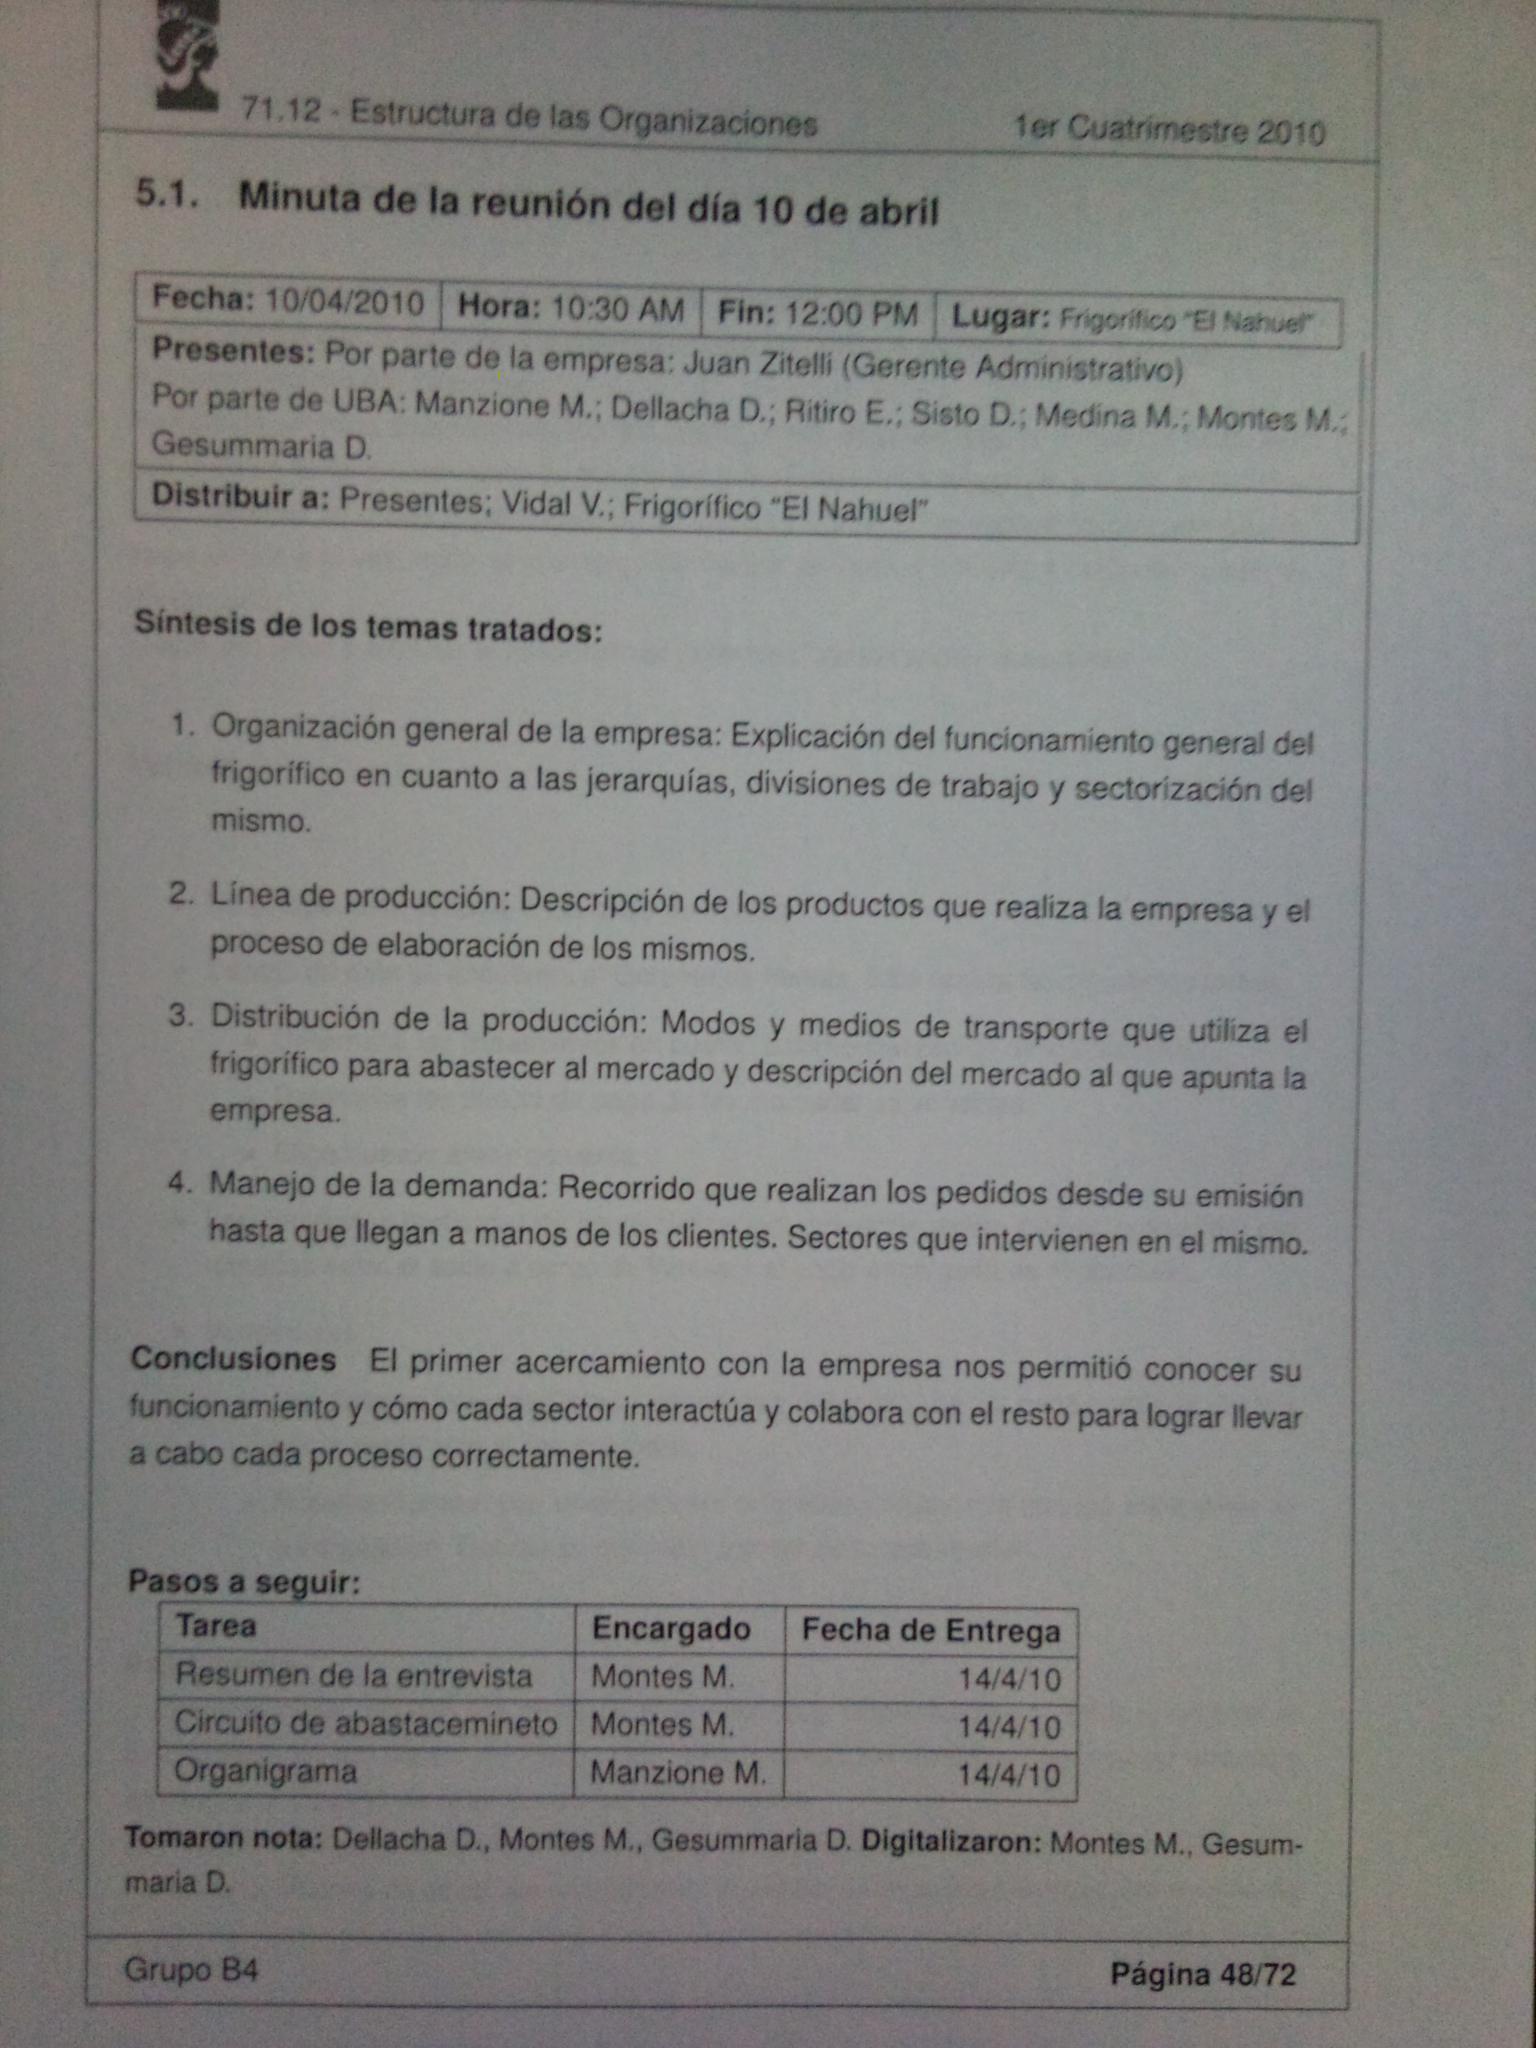 71.12 - Estructura de las Organizaciones 1er Cuatrimestre 2010
5.1. Minuta de la reunión del día 10 de abril
Fecha: 10/04/2010 Hora: 10:30 AM Fin: 12:00 PM Lugar: Frigorífico "El Nahuel"
Presentes: Por parte de la empresa: Juan Zitelli (Gerente Administrativo)
Por parte de UBA: Manzione M.; Dellacha D.; Ritiro E.; Sisto D.; Medina M.; Montes M.;
Gesummaria D.
Distribuir a: Presentes; Vidal V.; Frigorífico "El Nahuel"
Síntesis de los temas tratados:
1. Organización general de la empresa: Explicación del funcionamiento general del
frigorífico en cuanto a las jerarquías, divisiones de trabajo y sectorización del
mismo.
2. Línea de producción: Descripción de los productos que realiza la empresa y el
proceso de elaboración de los mismos.
3. Distribución de la producción: Modos y medios de transporte que utiliza el
frigorífico para abastecer al mercado y descripción del mercado al que apunta la
empresa.
4. Manejo de la demanda: Recorrido que realizan los pedidos desde su emisión
hasta que llegan a manos de los clientes. Sectores que intervienen en el mismo.
Conclusiones El primer acercamiento con la empresa nos permitió conocer su
funcionamiento y cómo cada sector interactúa y colabora con el resto para lograr llevar
a cabo cada proceso correctamente.
Pasos a seguir:
Tarea Encargado Fecha de Entrega
Resumen de la entrevista Montes M. 14/4/10
Circuito de abastacemineto Montes M. 14/4/10
Organigrama Manzione M. 14/4/10
Tomaron nota: Dellacha D., Montes M., Gesummaria D. Digitalizaron: Montes M., Gesum-
maria D.
Grupo B4 Página 48/72